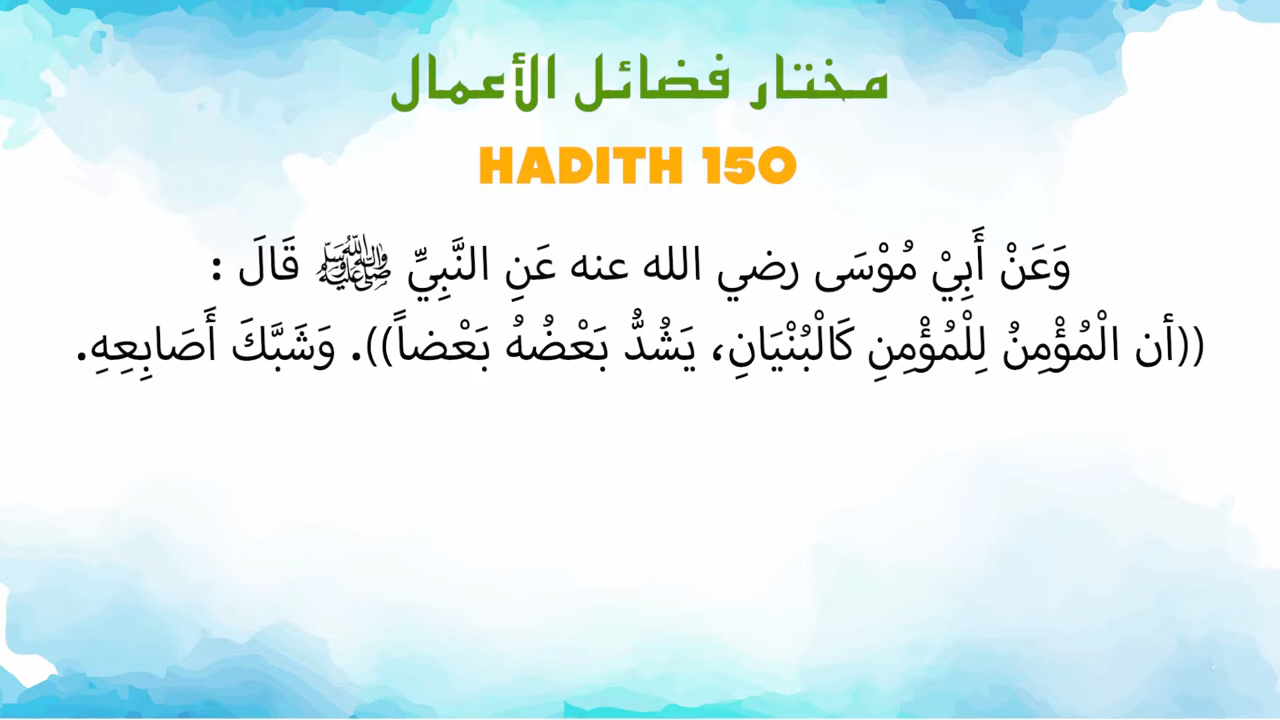 مختار فضائل الأعمال
HADITH 150
وَعَنْ أَبِيْ مُوْسَى رضي الله عنه عَنِ النَّبِيِّ ﷺ قَالَ :
((أن الْمُؤْمِنُ لِلْمُؤْمِنِ كَالْبُنْيَانِ، يَشُدُّ بَعْضُهُ بَعْضاً)). وَشَبَّكَ أَصَابِعِهِ.